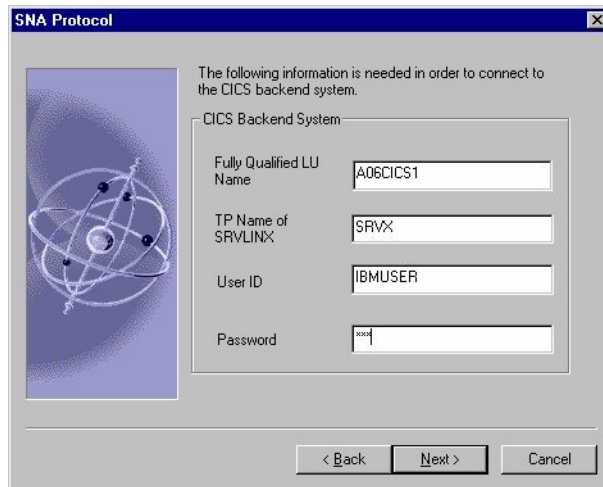 SNA Protocol
The following information is needed in order to connect to
the CICS backend system.
CICS Backend System
Fully Qualified LU
Name
A06CICS1
TP Name of
SRVLINX
SRVX
User ID
IBMUSER
Password
***
< Back
Next >
Cancel